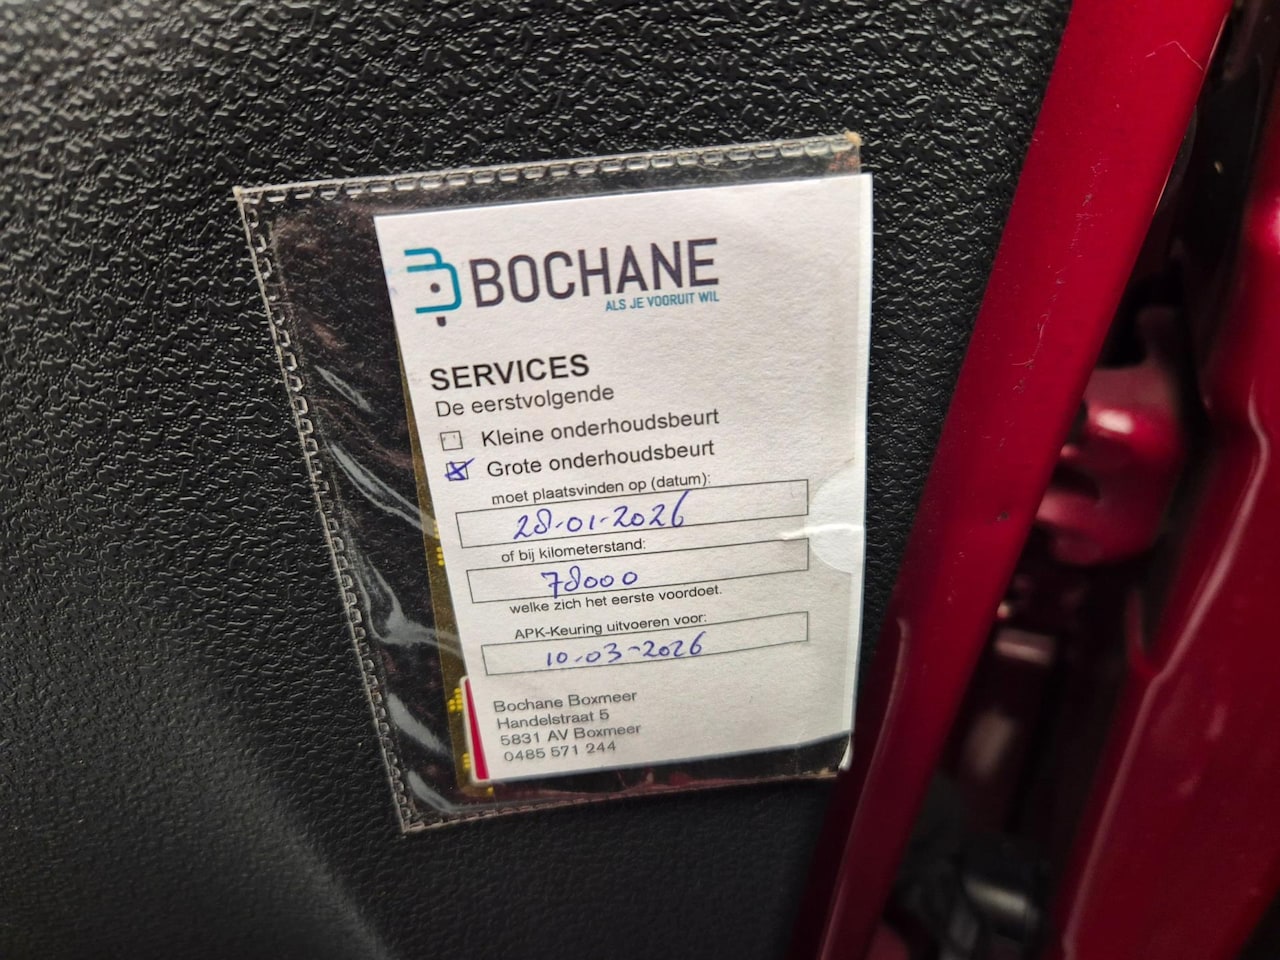 BOCHANE
ALS JE VOORUIT WIL
SERVICES
De eerstvolgende
Kleine onderhoudsbeurt
Grote onderhoudsbeurt
moet plaatsvinden op (datum):
28-01-2026
of bij kilometerstand:
78000
welke zich het eerste voordoet.
APK-Keuring uitvoeren voor:
10-03-2026
Bochane Boxmeer
Handelstraat 5
5831 AV Boxmeer
0485 571 244